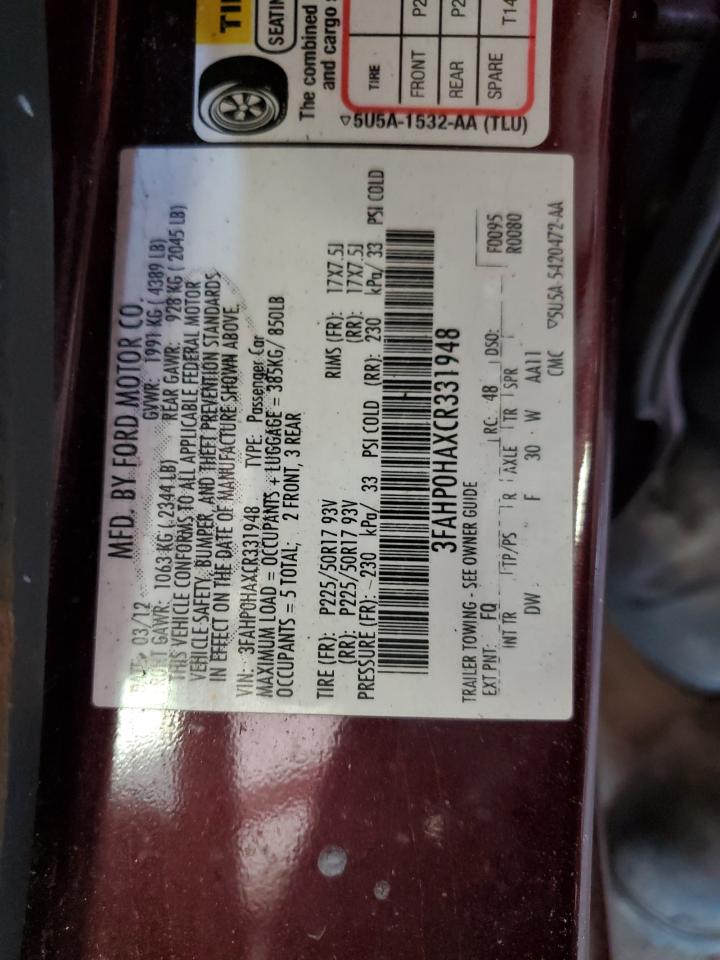 TI
SEATIN
The combined
and cargo
TIRE
FRONT P2
REAR P2
SPARE T14
▽5U5A-1532-AA (TLU)
MFD. BY FORD MOTOR CO.
03/12 GVWR: 1991 KG ( 4389 LB)
GAWR: 1063 KG ( 2344 LB) REAR GAWR: 928 KG ( 2045 LB)
THIS VEHICLE CONFORMS TO ALL APPLICABLE FEDERAL MOTOR
VEHICLE SAFETY, BUMPER, AND THEFT PREVENTION STANDARDS
IN EFFECT ON THE DATE OF MANUFACTURE SHOWN ABOVE.
VIN: 3FAHP0HAXCR331948 TYPE: Passenger Car
MAXIMUM LOAD = OCCUPANTS + LUGGAGE = 385KG/ 850LB
OCCUPANTS = 5 TOTAL; 2 FRONT, 3 REAR
TIRE (FR): P225/50R17 93V RIMS (FR): 17X7.5J
(RR): P225/50R17 93V (RR): 17X7.5J
PRESSURE (FR): 230 kPa/ 33 PSI COLD (RR): 230 kPa/ 33 PSI COLD
3FAHP0HAXCR331948
TRAILER TOWING - SEE OWNER GUIDE
EXT PNT: FQ RC: 48 DSO: F0095
INT TR TP/PS R AXLE TR SPR R0080
DW F 30 W AA11
CMC ▽5U5A-5420472-AA